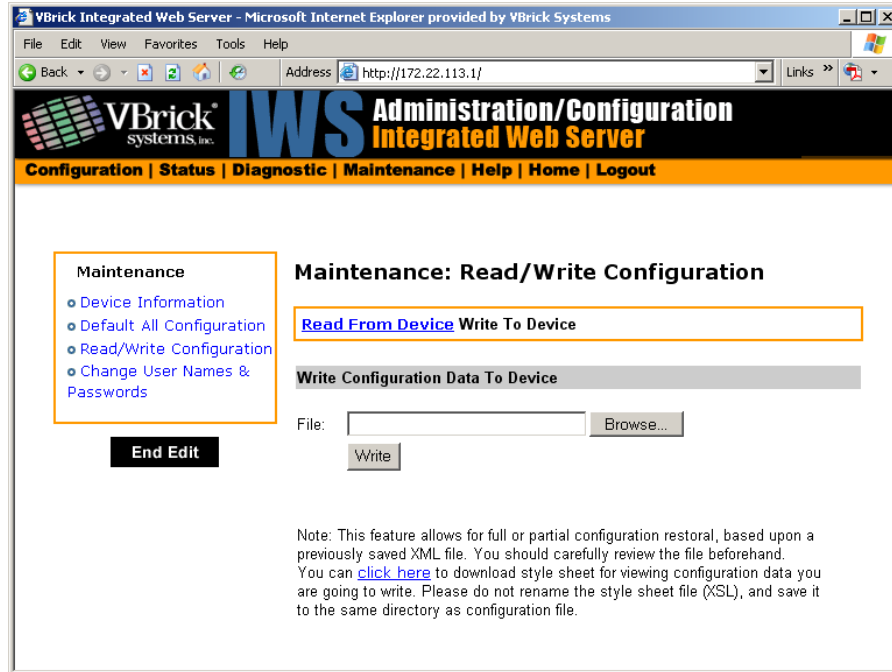 VBrick Integrated Web Server - Microsoft Internet Explorer provided by VBrick Systems
File Edit View Favorites Tools Help
Back Address http://172.22.113.1/ Links »
VBrick systems, inc. IWS Administration/Configuration
Integrated Web Server
Configuration | Status | Diagnostic | Maintenance | Help | Home | Logout
Maintenance
Device Information
Default All Configuration
Read/Write Configuration
Change User Names &
Passwords
End Edit
Maintenance: Read/Write Configuration
Read From Device Write To Device
Write Configuration Data To Device
File: Browse...
Write
Note: This feature allows for full or partial configuration restoral, based upon a
previously saved XML file. You should carefully review the file beforehand.
You can click here to download style sheet for viewing configuration data you
are going to write. Please do not rename the style sheet file (XSL), and save it
to the same directory as configuration file.